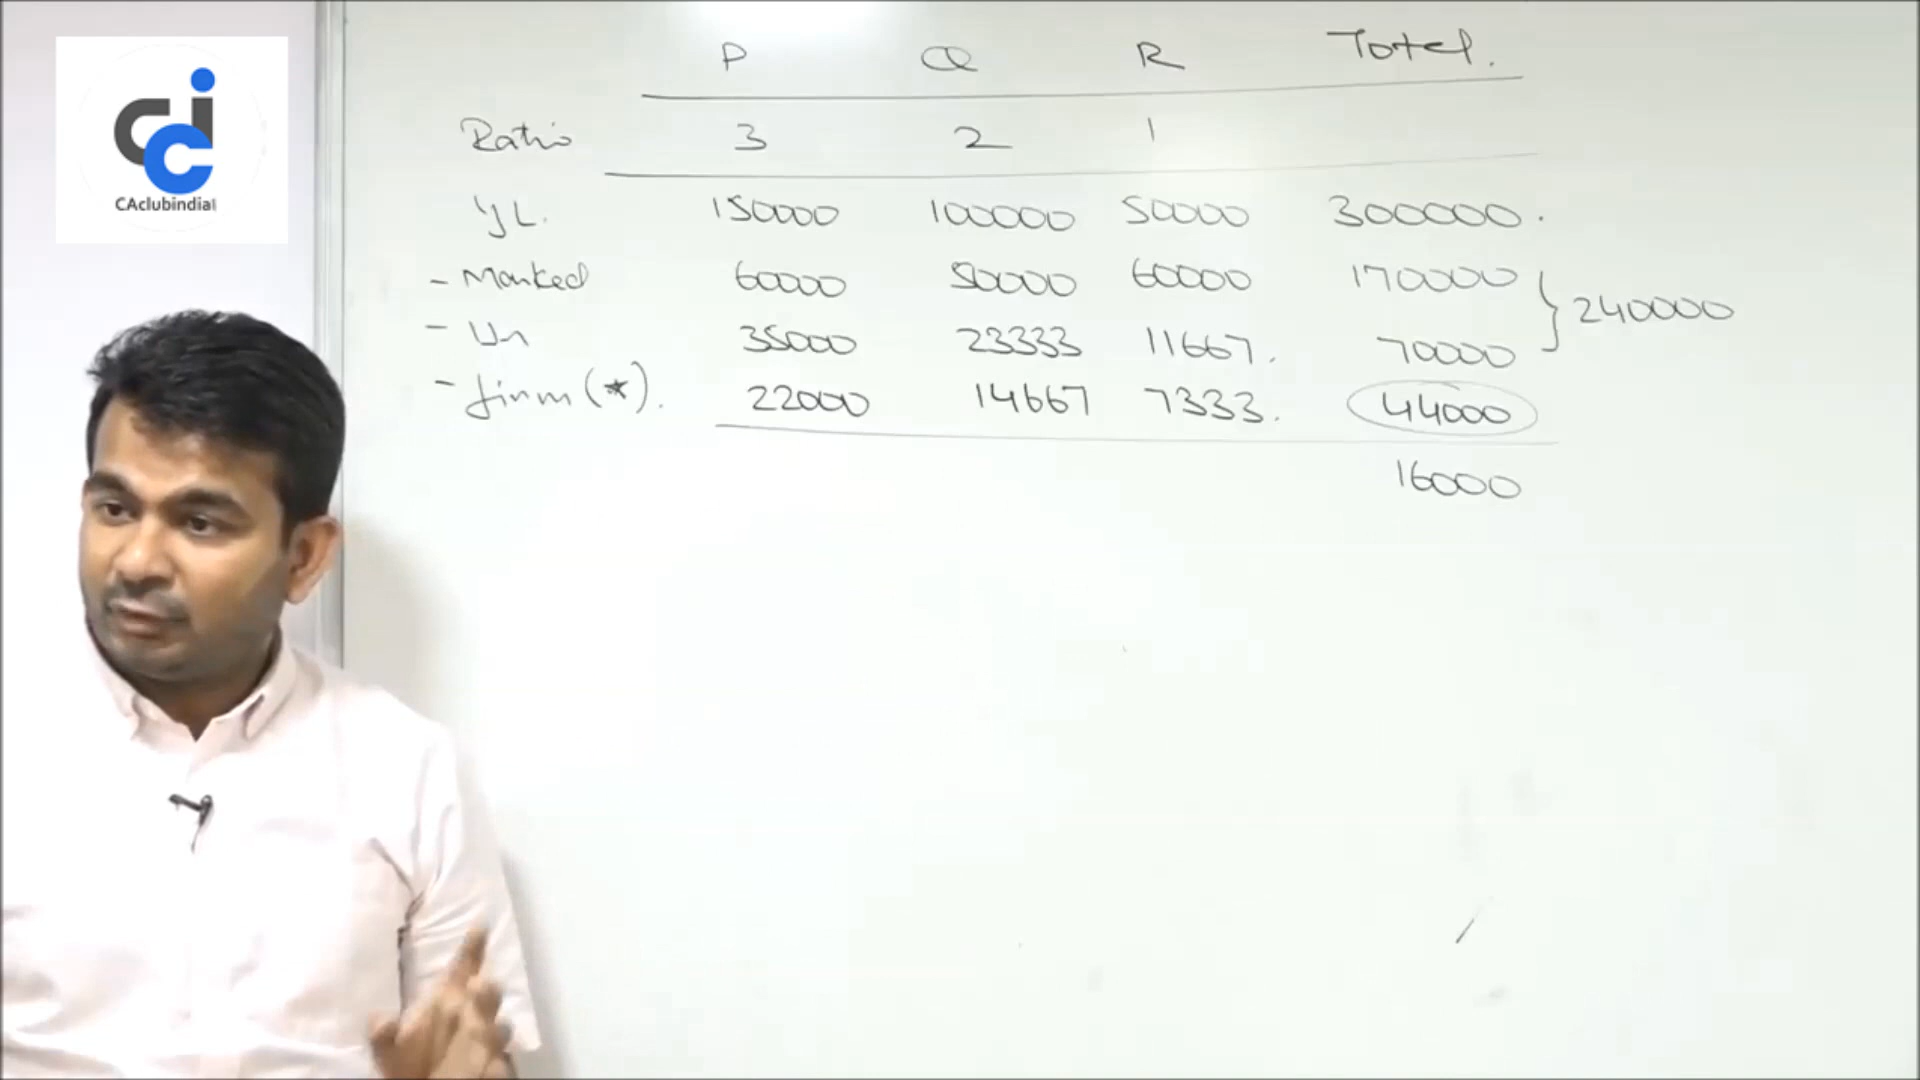 CAclubindia
P Q R Total.
Ratio 3 2 1
GL. 150000 100000 50000 300000.
- Marked 60000 50000 60000 170000 } 240000
- Un 35000 23333 11667. 70000
- firm (*). 22000 14667 7333. 44000
16000